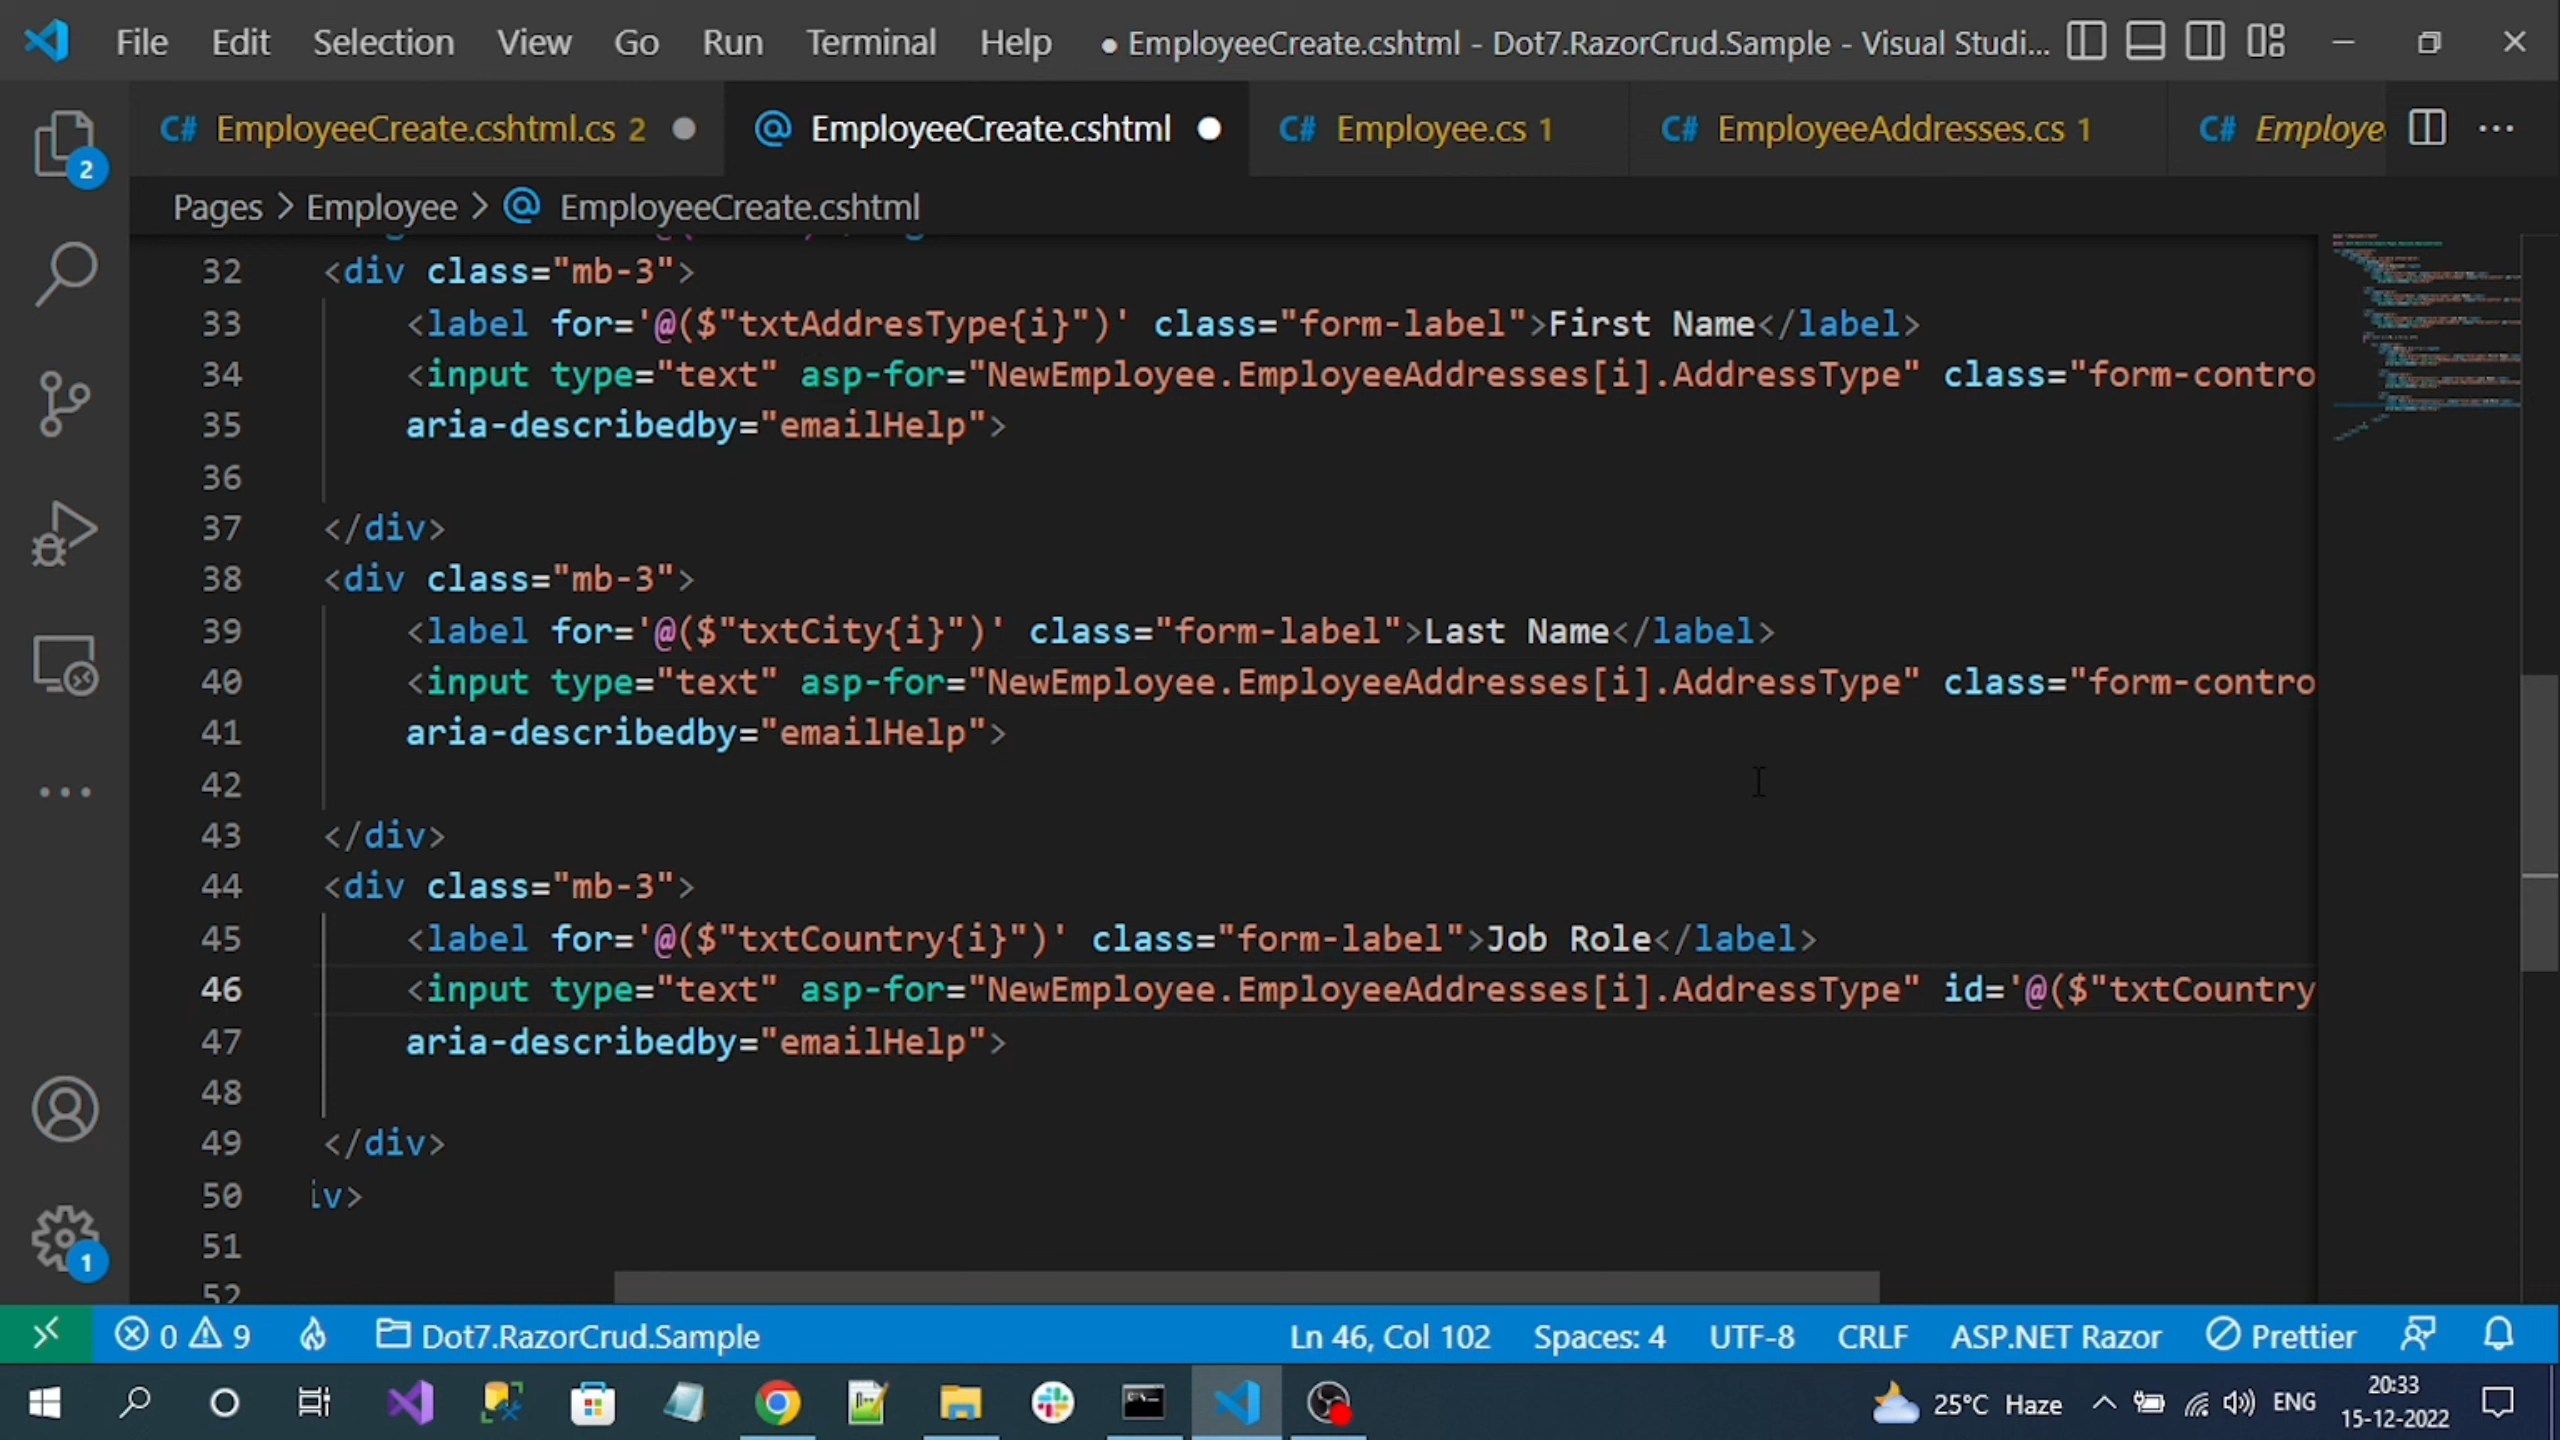 File Edit Selection View Go Run Terminal Help ● EmployeeCreate.cshtml - Dot7.RazorCrud.Sample - Visual Studi...
C# EmployeeCreate.cshtml.cs 2 @ EmployeeCreate.cshtml C# Employee.cs 1 C# EmployeeAddresses.cs 1 C# Employe
2
Pages > Employee > @ EmployeeCreate.cshtml
32 <div class="mb-3">
33 <label for='@($"txtAddresType{i}")' class="form-label">First Name</label>
34 <input type="text" asp-for="NewEmployee.EmployeeAddresses[i].AddressType" class="form-contro
35 aria-describedby="emailHelp">
36
37 </div>
38 <div class="mb-3">
39 <label for='@($"txtCity{i}")' class="form-label">Last Name</label>
40 <input type="text" asp-for="NewEmployee.EmployeeAddresses[i].AddressType" class="form-contro
41 aria-describedby="emailHelp">
42
43 </div>
44 <div class="mb-3">
45 <label for='@($"txtCountry{i}")' class="form-label">Job Role</label>
46 <input type="text" asp-for="NewEmployee.EmployeeAddresses[i].AddressType" id='@($"txtCountry
47 aria-describedby="emailHelp">
48
49 </div>
50 iv>
51
52
1
0 9 Dot7.RazorCrud.Sample Ln 46, Col 102 Spaces: 4 UTF-8 CRLF ASP.NET Razor Prettier
25°C Haze ENG 20:33
15-12-2022